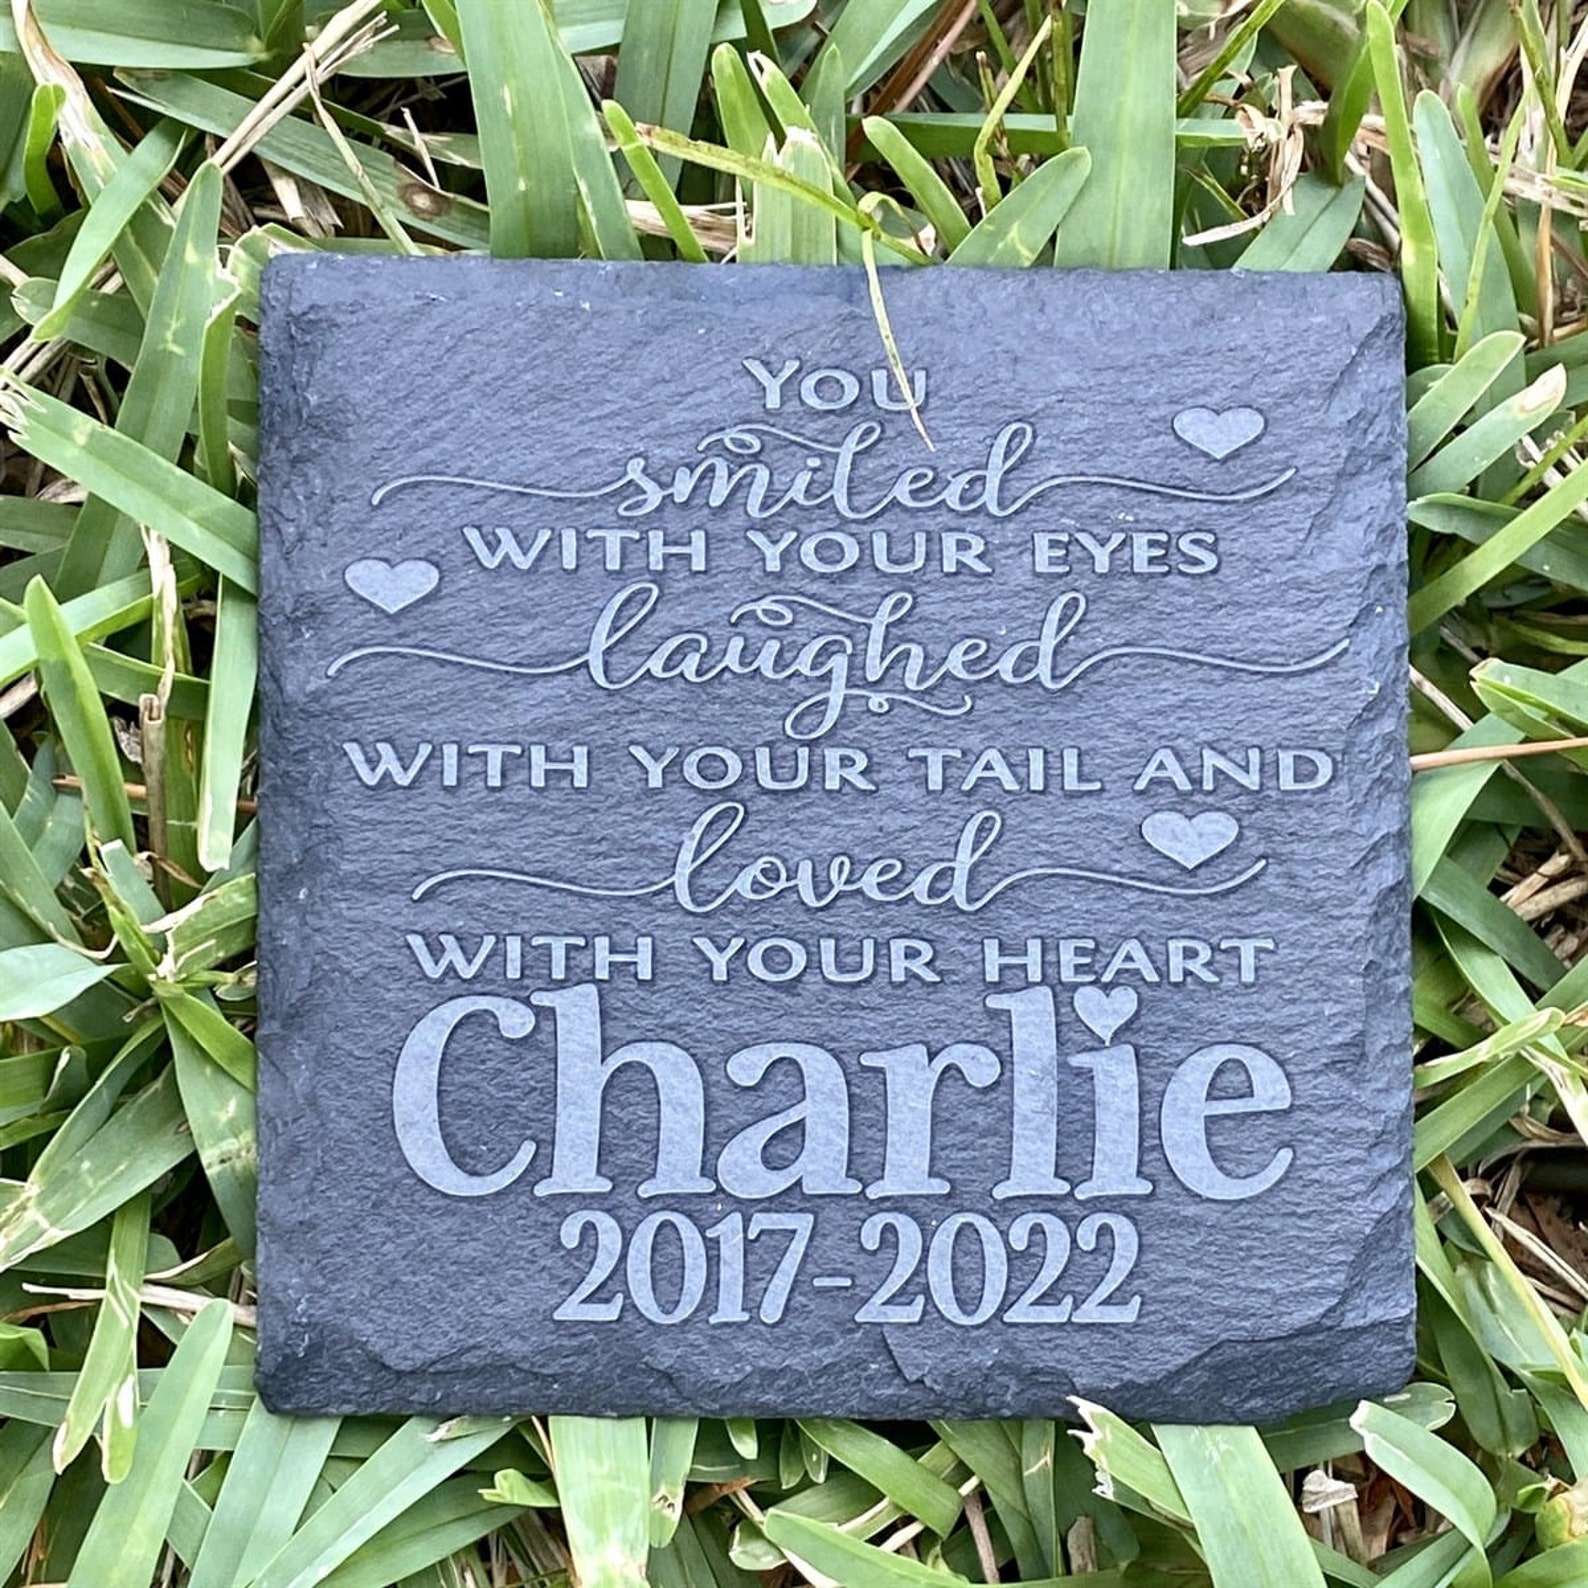 YOU
smiled
WITH YOUR EYES
laughed
WITH YOUR TAIL AND
loved
WITH YOUR HEART
Charlie
2017-2022